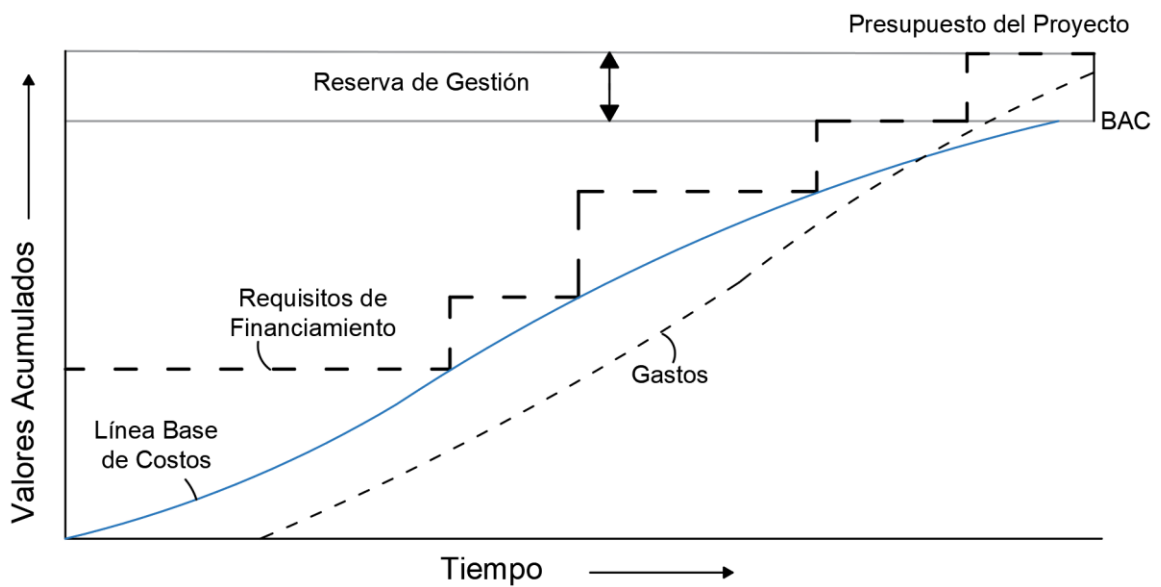 Presupuesto del Proyecto
Reserva de Gestión
BAC
Requisitos de
Financiamiento
Gastos
Línea Base
de Costos
Valores Acumulados
Tiempo